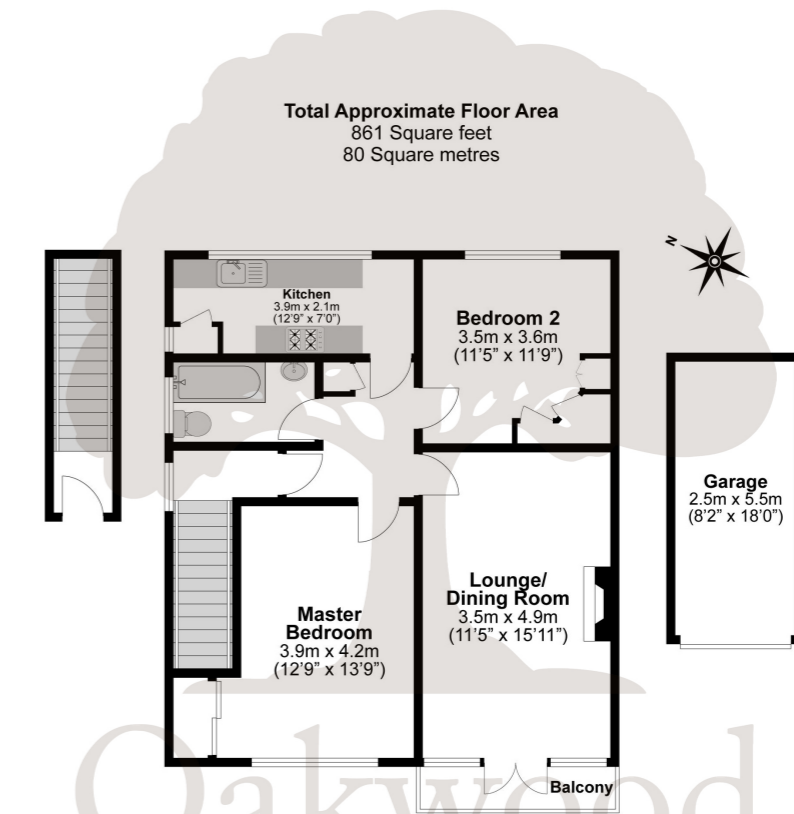 Total Approximate Floor Area
861 Square feet
80 Square metres
N
Kitchen
3.9m x 2.1m
(12'9” x 7'0”)
Bedroom 2
3.5m x 3.6m
(11'5” x 11'9”)
Garage
2.5m x 5.5m
(8'2” x 18'0”)
Lounge/
Dining Room
3.5m x 4.9m
(11'5” x 15'11”)
Master
Bedroom
3.9m x 4.2m
(12'9” x 13'9”)
Balcony
Oakwood